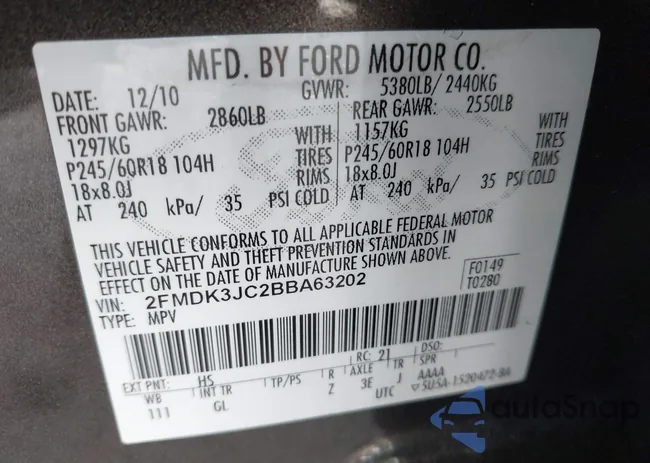 MFD. BY FORD MOTOR CO.
DATE: 12/10 GVWR: 5380LB/ 2440KG
FRONT GAWR: 2860LB REAR GAWR: 2550LB
1297KG WITH 1157KG WITH
P245/60R18 104H TIRES P245/60R18 104H TIRES
18x8.0J RIMS 18x8.0J RIMS
AT 240 kPa/ 35 PSI COLD AT 240 kPa/ 35 PSI COLD
THIS VEHICLE CONFORMS TO ALL APPLICABLE FEDERAL MOTOR
VEHICLE SAFETY AND THEFT PREVENTION STANDARDS IN
EFFECT ON THE DATE OF MANUFACTURE SHOWN ABOVE.
VIN: 2FMDK3JC2BBA63202 F0149
TYPE: MPV T0280
EXT PNT: HS RC: 21 DSO:
WB INT TR TP/PS R AXLE TR SPR AAAA
111 GL Z 3E J UTC 5U5A-1520472-BA
autoSnap